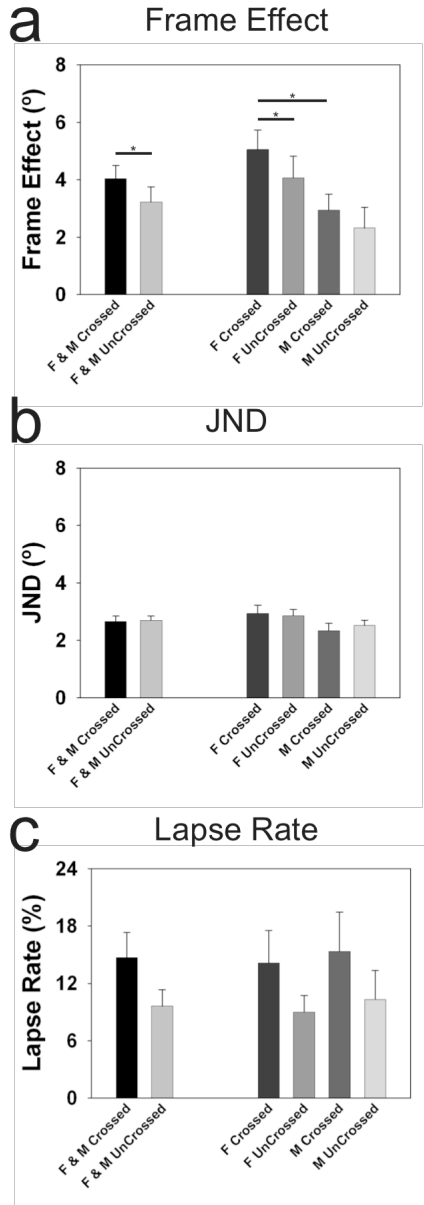 a Frame Effect
Frame Effect (º)
8
6
4
2
0
*
*
*
F & M Crossed
F & M UnCrossed
F Crossed
F UnCrossed
M Crossed
M UnCrossed
b JND
JND (º)
8
6
4
2
0
F & M Crossed
F & M UnCrossed
F Crossed
F UnCrossed
M Crossed
M UnCrossed
c Lapse Rate
Lapse Rate (%)
24
18
12
6
0
F & M Crossed
F & M UnCrossed
F Crossed
F UnCrossed
M Crossed
M UnCrossed